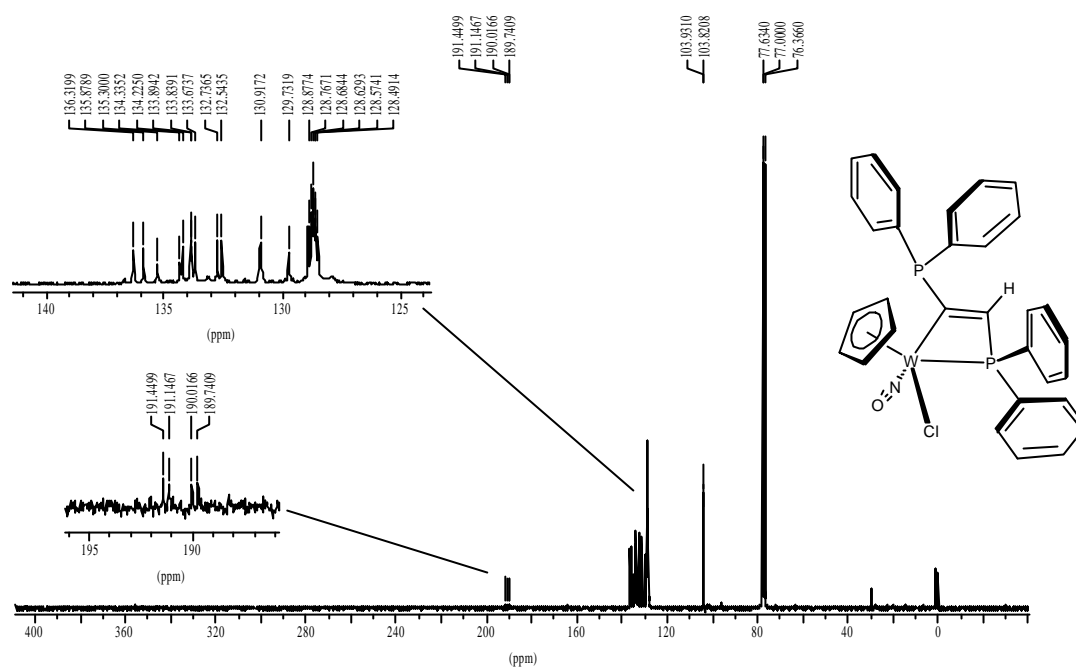 191.4499
191.1467
190.0166
189.7409
103.9310
103.8208
77.6340
77.0000
76.3660
136.3199
135.8789
135.3000
134.3352
134.2250
133.8942
133.8391
133.6737
132.7365
132.5435
130.9172
129.7319
128.8774
128.7671
128.6844
128.6293
128.5741
128.4914
140 135 130 125
(ppm)
191.4499
191.1467
190.0166
189.7409
195 190
(ppm)
P
H
W
P
N
O
Cl
400 360 320 280 240 200 160 120 80 40 0
(ppm)